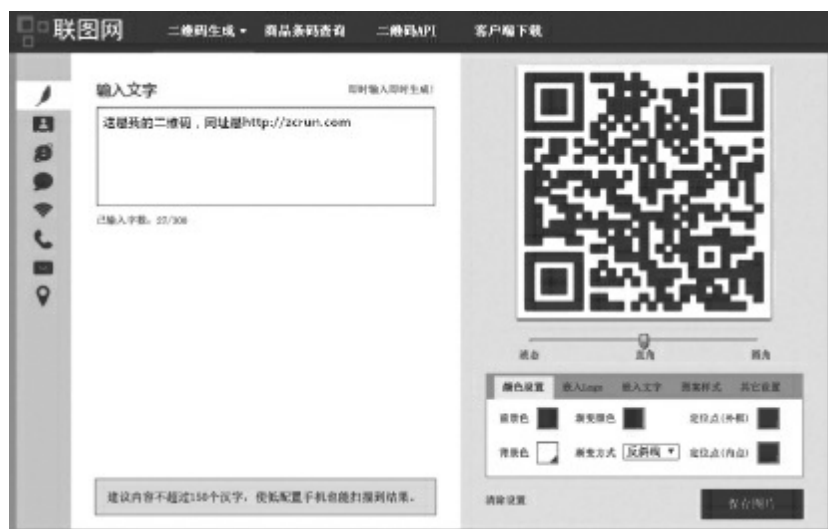 联图网
二维码生成 商品条码查询 二维码API 客户端下载
输入文字 即时输入即时生成!
这是我的二维码，网址是http://zcrun.com
已输入字数: 27/300
建议内容不超过150个汉字，使低配置手机也能扫描到结果。
液态 直角 圆角
颜色设置 嵌入Logo 嵌入文字 图案样式 其它设置
前景色 渐变颜色 定位点(外框)
背景色 渐变方式 反斜线 定位点(内点)
清除设置 保存图片